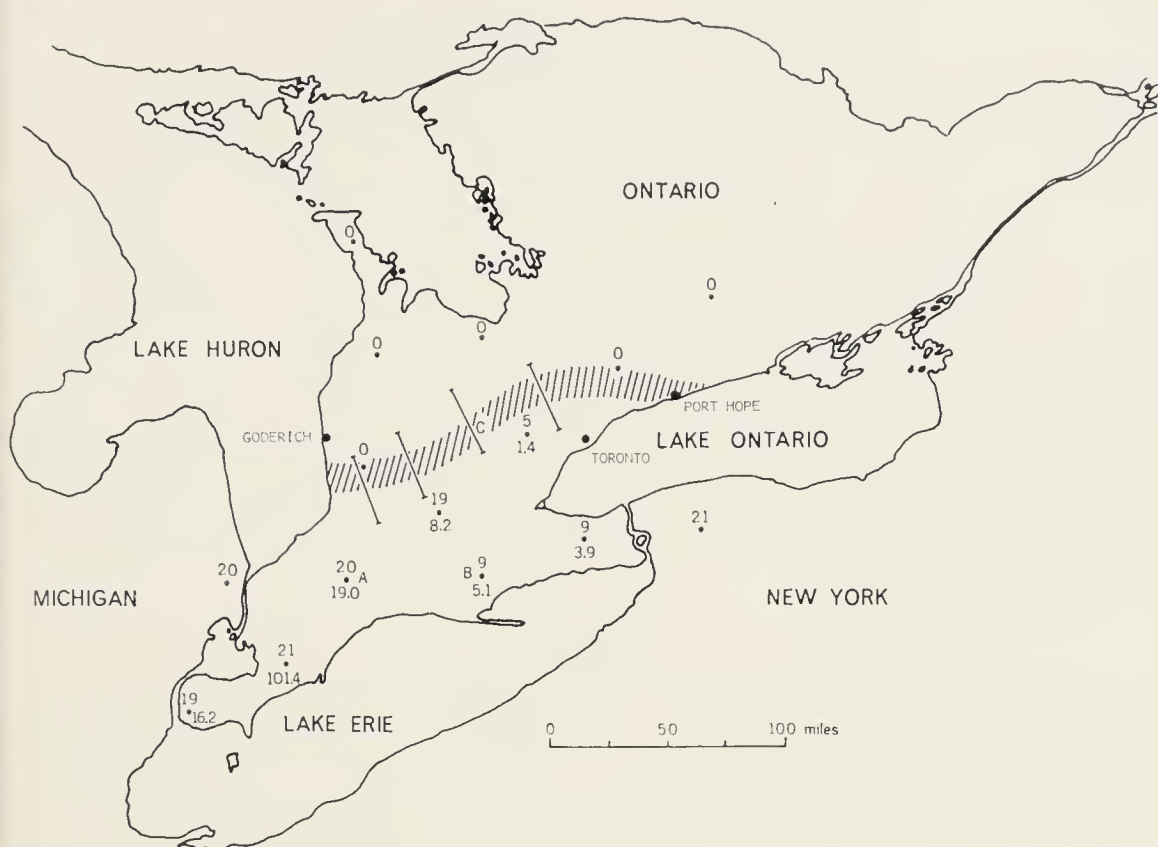 ONTARIO
0
0
0
LAKE HURON
0
0
PORT HOPE
C
5
1.4
GODERICH
LAKE ONTARIO
TORONTO
0
19
8.2
9
3.9
21
20
20
A
19.0
9
B
5.1
MICHIGAN
NEW YORK
21
101.4
19
16.2
LAKE ERIE
0 50 100 miles